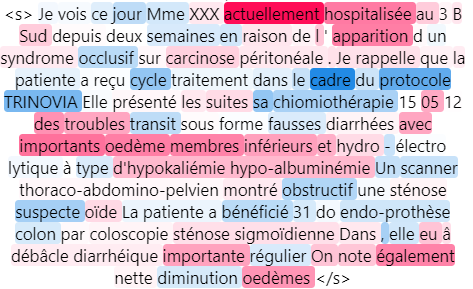 <s> Je vois ce jour Mme XXX actuellement hospitalisée au 3 B
Sud depuis deux semaines en raison de l ' apparition d un
syndrome occlusif sur carcinose péritonéale . Je rappelle que la
patiente a reçu cycle traitement dans le cadre du protocole
TRINOVIA Elle présenté les suites sa chiomiothérapie 15 05 12
des troubles transit sous forme fausses diarrhées avec
importants oedème membres inférieurs et hydro - électro
lytique à type d'hypokaliémie hypo-albuminémie Un scanner
thoraco-abdomino-pelvien montré obstructif une sténose
suspecte oïde La patiente a bénéficié 31 do endo-prothèse
colon par coloscopie sténose sigmoïdienne Dans , elle eu â
débâcle diarrhéique importante régulier On note également
nette diminution oedèmes </s>